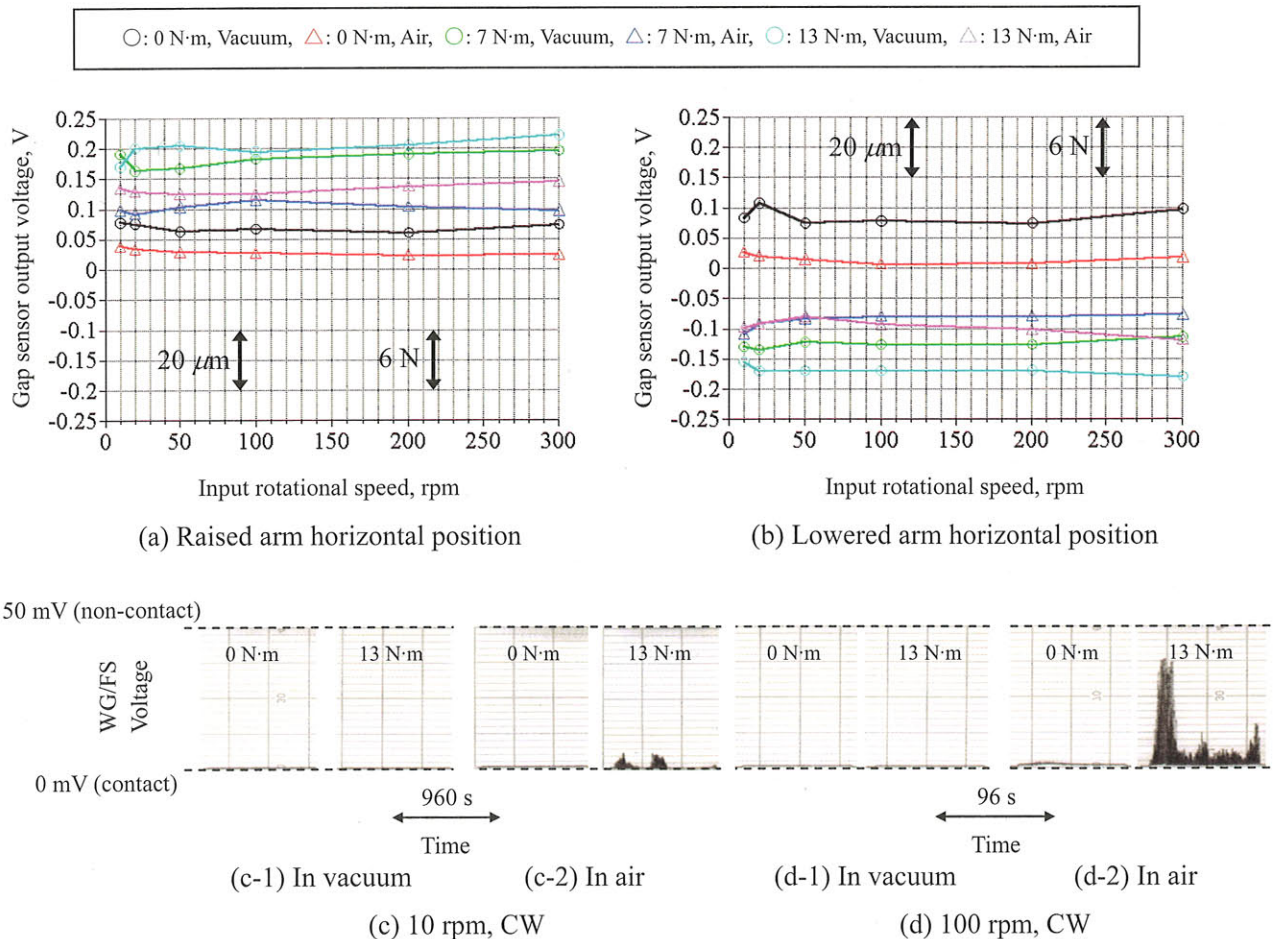 ○: 0 N·m, Vacuum, △: 0 N·m, Air, ○: 7 N·m, Vacuum, △: 7 N·m, Air, ○: 13 N·m, Vacuum, △: 13 N·m, Air
Gap sensor output voltage, V
0.25
0.2
0.15
0.1
0.05
0
-0.05
-0.1
-0.15
-0.2
-0.25
20 μm
6 N
0
50
100
150
200
250
300
Input rotational speed, rpm
(a) Raised arm horizontal position
Gap sensor output voltage, V
0.25
0.2
0.15
0.1
0.05
0
-0.05
-0.1
-0.15
-0.2
-0.25
20 μm
6 N
0
50
100
150
200
250
300
Input rotational speed, rpm
(b) Lowered arm horizontal position
50 mV (non-contact)
WG/FS
Voltage
0 mV (contact)
0 N·m
13 N·m
0 N·m
13 N·m
0 N·m
13 N·m
0 N·m
13 N·m
960 s
Time
96 s
Time
(c-1) In vacuum
(c-2) In air
(d-1) In vacuum
(d-2) In air
(c) 10 rpm, CW
(d) 100 rpm, CW